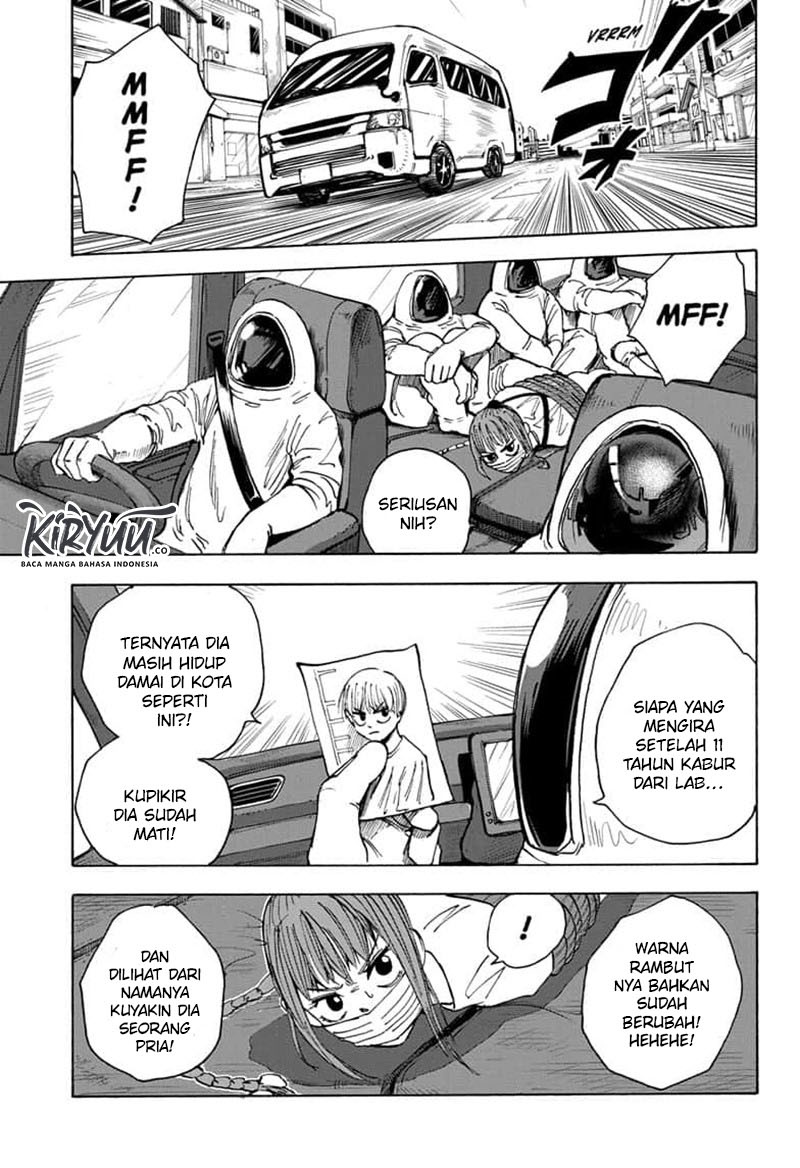 VRRRM
ゴオ
MMFF!
MFF!
SERIUSAN
NIH?
KiRYUU.co
BACA MANGA BAHASA INDONESIA
SIAPA YANG
MENGIRA
SETELAH 11
TAHUN KABUR
DARI LAB...
TERNYATA DIA
MASIH HIDUP
DAMAI DI KOTA
SEPERTI
INI?!
KUPIKIR
DIA SUDAH
MATI!
WARNA
RAMBUT
NYA BAHKAN
SUDAH
BERUBAH!
HEHEHE!
!
DAN
DILIHAT DARI
NAMANYA
KUYAKIN DIA
SEORANG
PRIA!